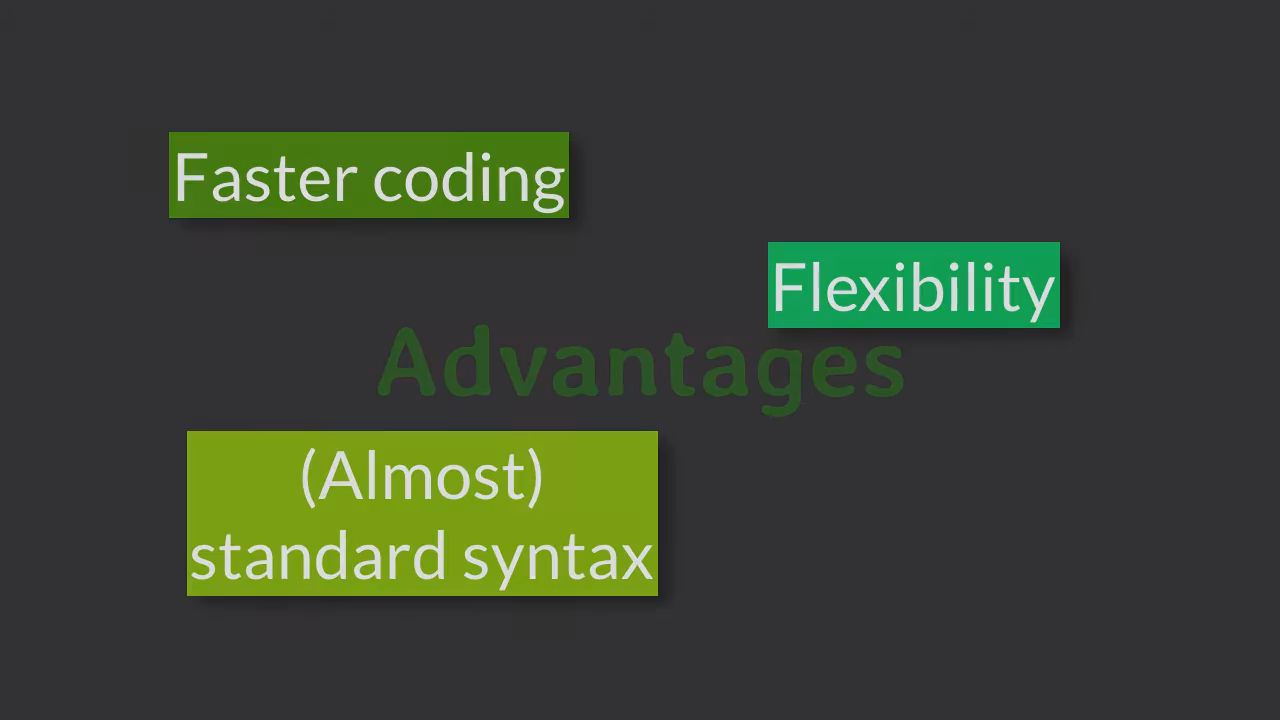 Faster coding
Flexibility
Advantages
(Almost)
standard syntax